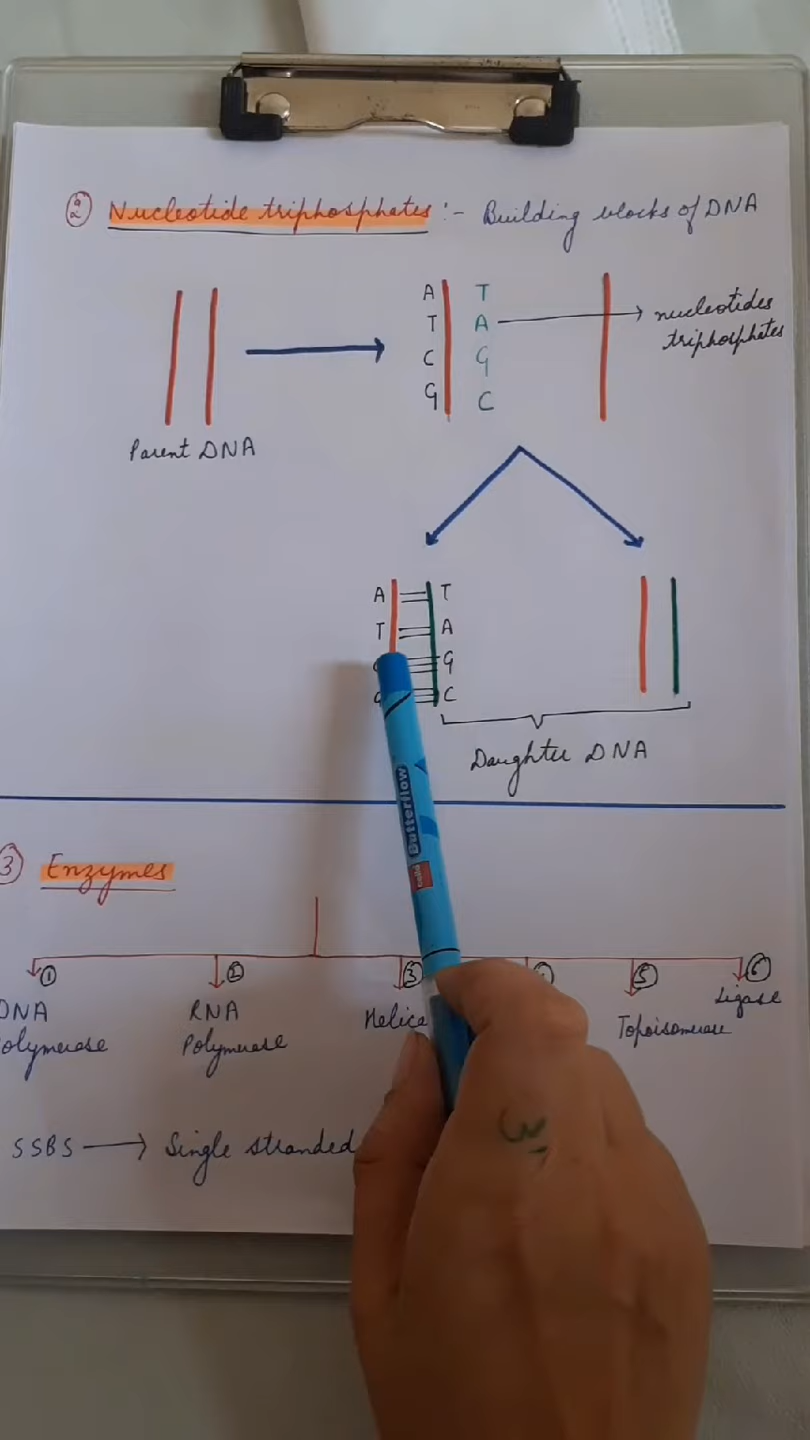 ② Nucleotide triphosphates :- Building blocks of DNA
A T
T A → nucleotides
triphosphates
C G
G C
Parent DNA
A T
T A
G
C
Daughter DNA
③ Enzymes
① ② ③ ⑤ ⑥
DNA RNA Topoisomerase Ligase
Polymerase
SSBS → Single stranded
Butterflow
cello